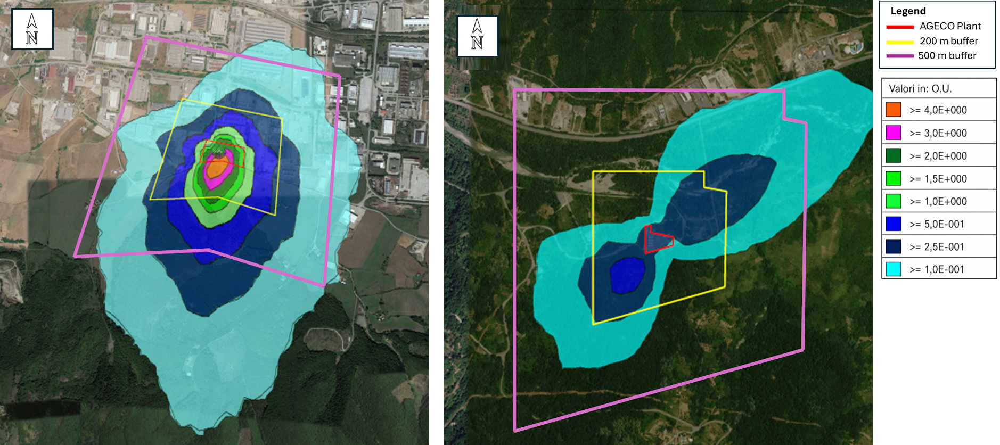 N
N
Legend
AGECO Plant
200 m buffer
500 m buffer
Valori in: O.U.
>= 4,0E+000
>= 3,0E+000
>= 2,0E+000
>= 1,5E+000
>= 1,0E+000
>= 5,0E-001
>= 2,5E-001
>= 1,0E-001